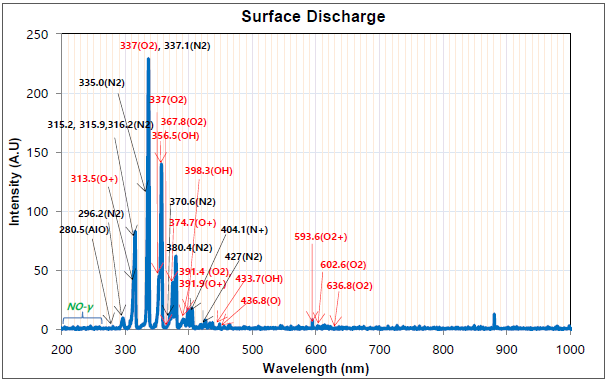 Surface Discharge
250
200
150
100
50
0
Intensity (A.U)
337(O2), 337.1(N2)
335.0(N2)
337(O2)
315.2, 315.9,316.2(N2)
367.8(O2)
356.5(OH)
313.5(O+)
398.3(OH)
296.2(N2)
370.6(N2)
280.5(AlO)
374.7(O+)
404.1(N+)
380.4(N2)
427(N2)
391.4 (O2)
391.9(O+)
433.7(OH)
436.8(O)
593.6(O2+)
602.6(O2)
636.8(O2)
NO-y
200 300 400 500 600 700 800 900 1000
Wavelength (nm)